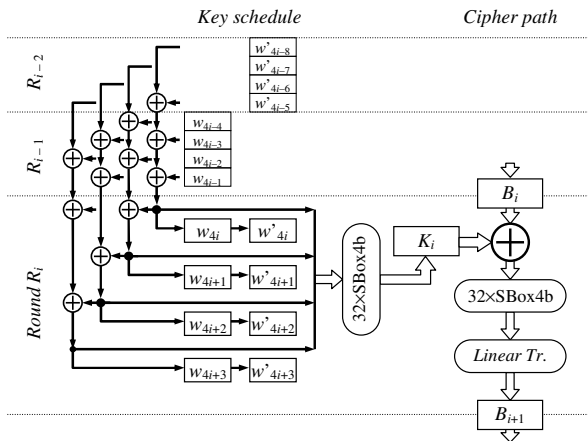 Key schedule
Cipher path
R_{i−2}
w'_{4i−8}
w'_{4i−7}
w'_{4i−6}
w'_{4i−5}
R_{i−1}
w_{4i−4}
w_{4i−3}
w_{4i−2}
w_{4i−1}
Round R_i
w_{4i} w'_{4i}
w_{4i+1} w'_{4i+1}
w_{4i+2} w'_{4i+2}
w_{4i+3} w'_{4i+3}
32×SBox4b
K_i
B_i
32×SBox4b
Linear Tr.
B_{i+1}